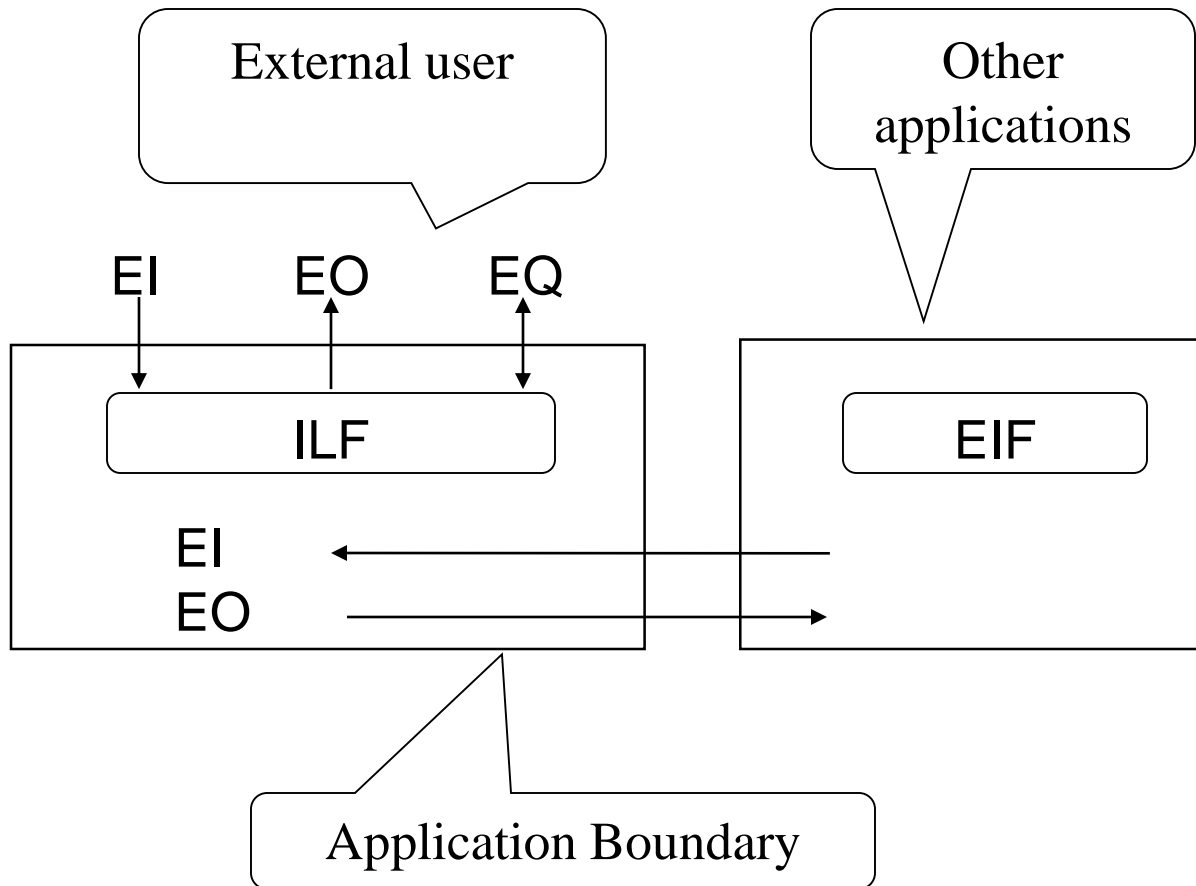 External user
Other
applications
EI
EO
EQ
ILF
EIF
EI
EO
Application Boundary